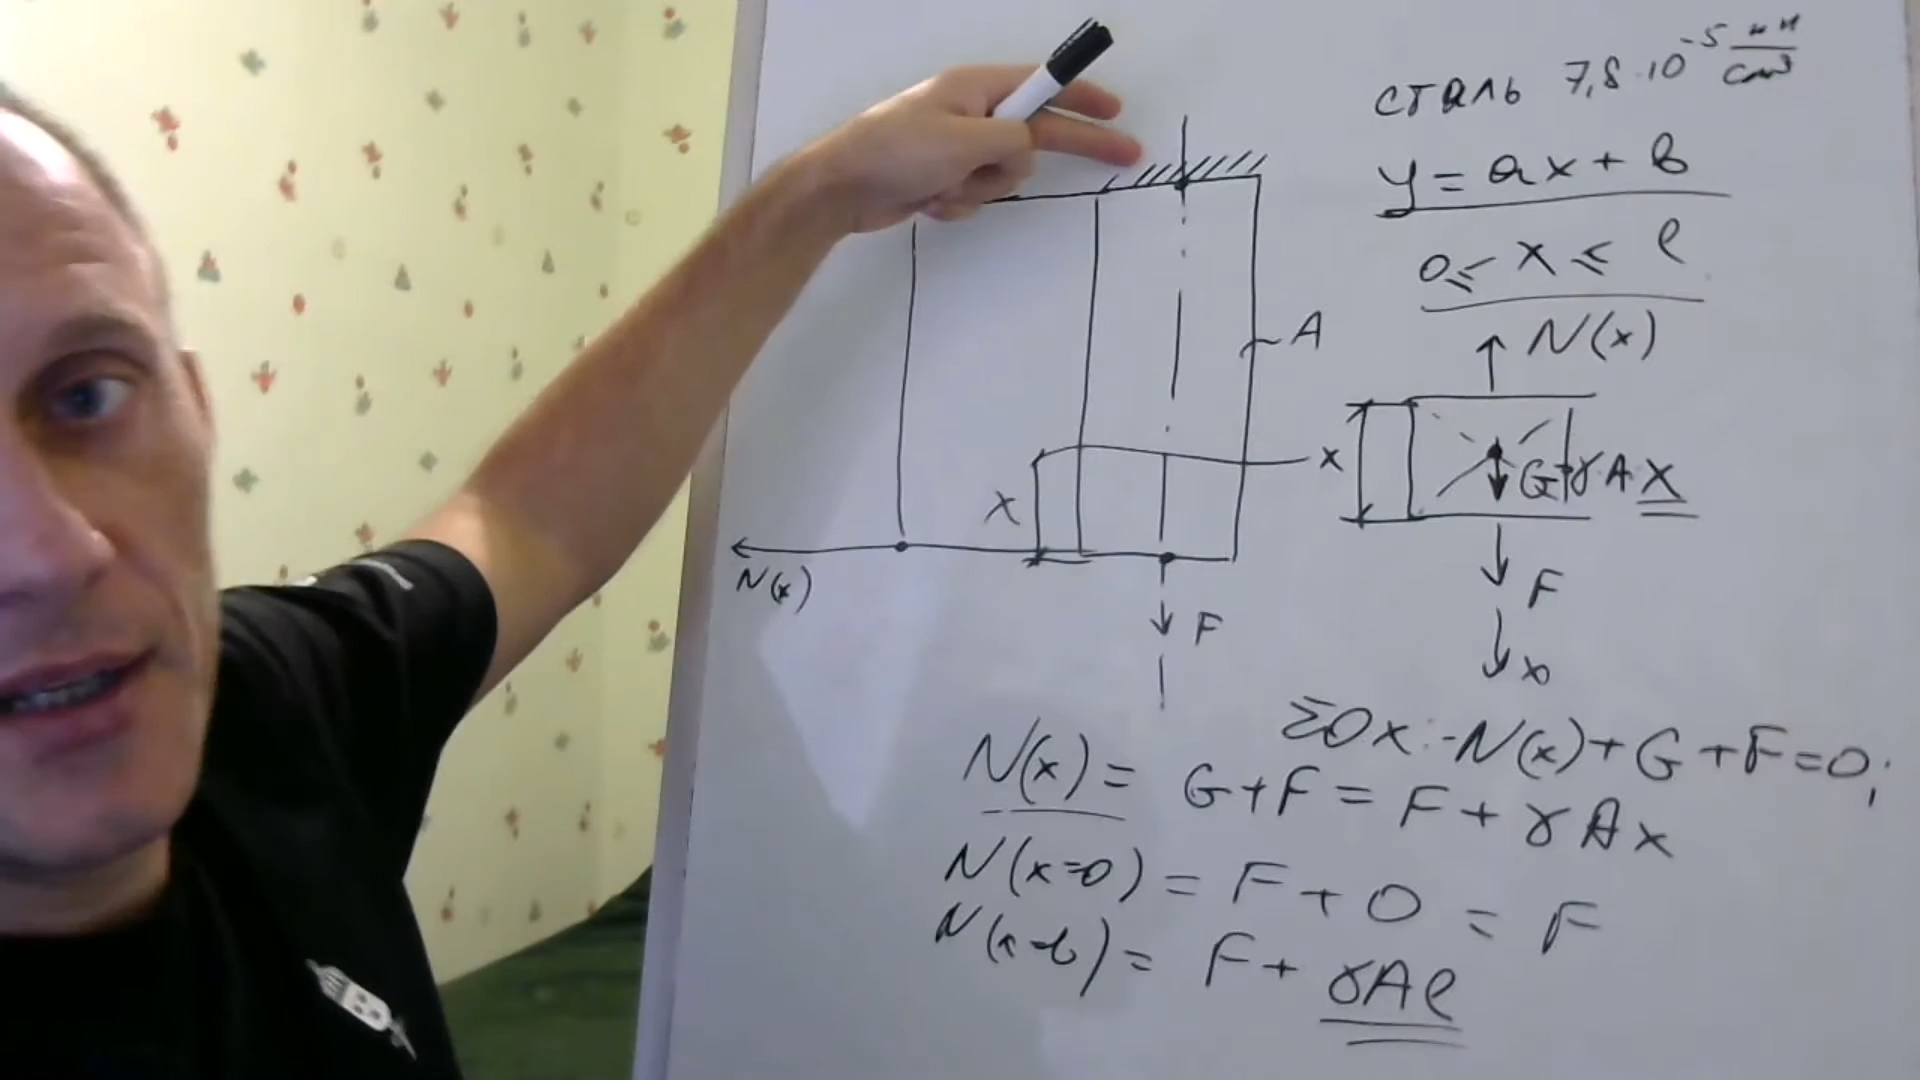 сталь 7,8·10⁻⁵ кН/см³
y = ax + b
0 ≤ x ≤ l
N(x)
A
x
x
G=γAx
F
x
N(x)
F
ΣOx: -N(x)+G+F=0;
N(x) = G+F = F + γAx
N(x=0) = F + 0 = F
N(x=l) = F + γAl